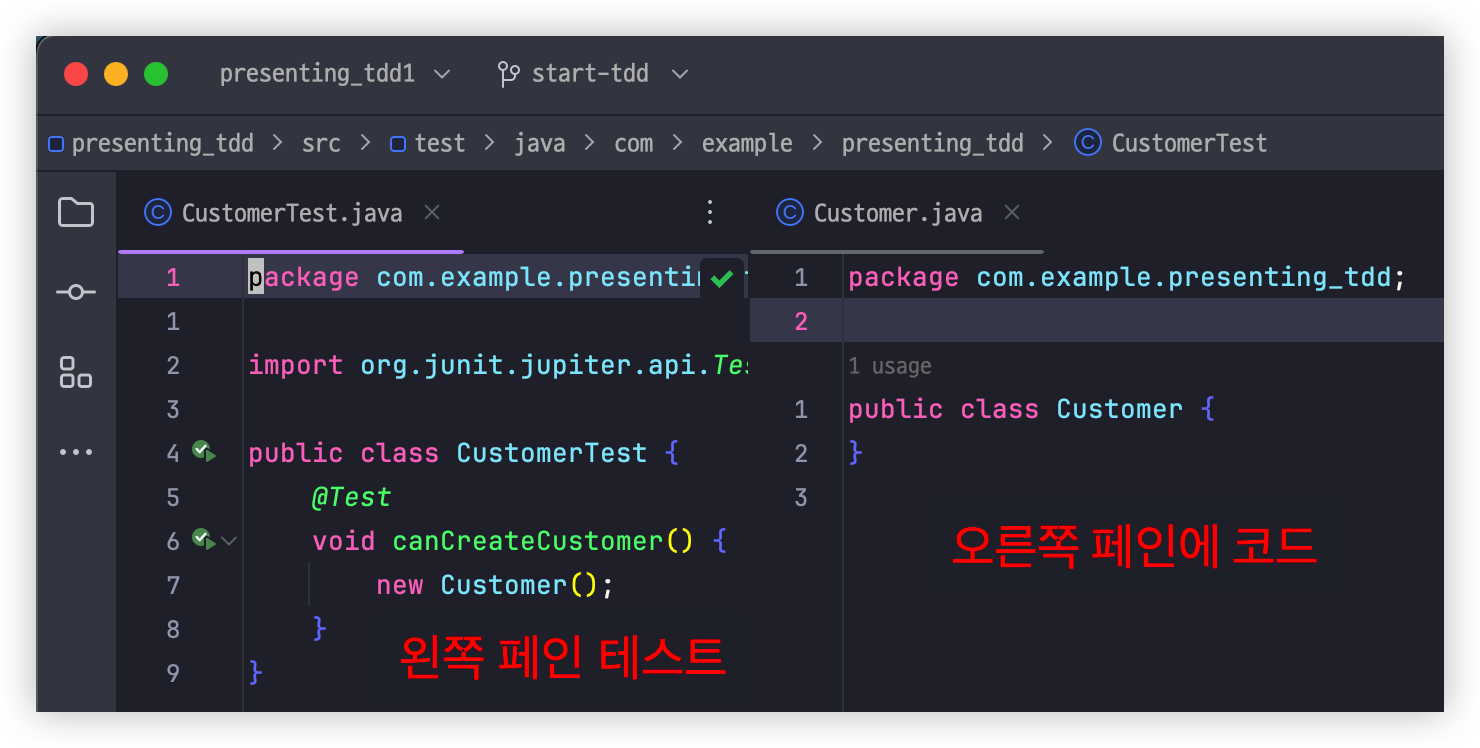 presenting_tdd1 start-tdd
presenting_tdd > src > test > java > com > example > presenting_tdd > CustomerTest
CustomerTest.java
1 package com.example.presentin
1
2 import org.junit.jupiter.api.Tes
3
4 public class CustomerTest {
5 @Test
6 void canCreateCustomer() {
7 new Customer();
8 }
9 }
왼쪽 페인 테스트
Customer.java
1 package com.example.presenting_tdd;
2
1 usage
1 public class Customer {
2 }
3
오른쪽 페인에 코드